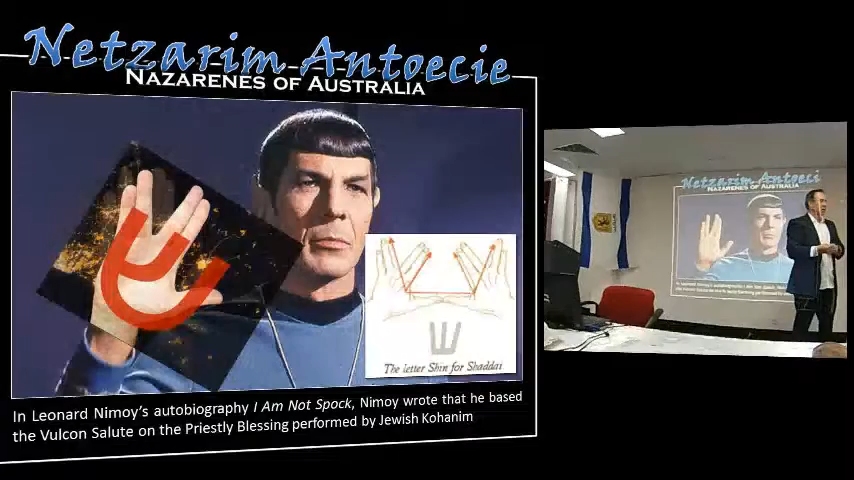 Netzarim Antoecie
NAZARENES OF AUSTRALIA
ש
The letter Shin for Shaddai
In Leonard Nimoy's autobiography I Am Not Spock, Nimoy wrote that he based
the Vulcon Salute on the Priestly Blessing performed by Jewish Kohanim
Netzarim Antoeci
NAZARENES OF AUSTRALIA